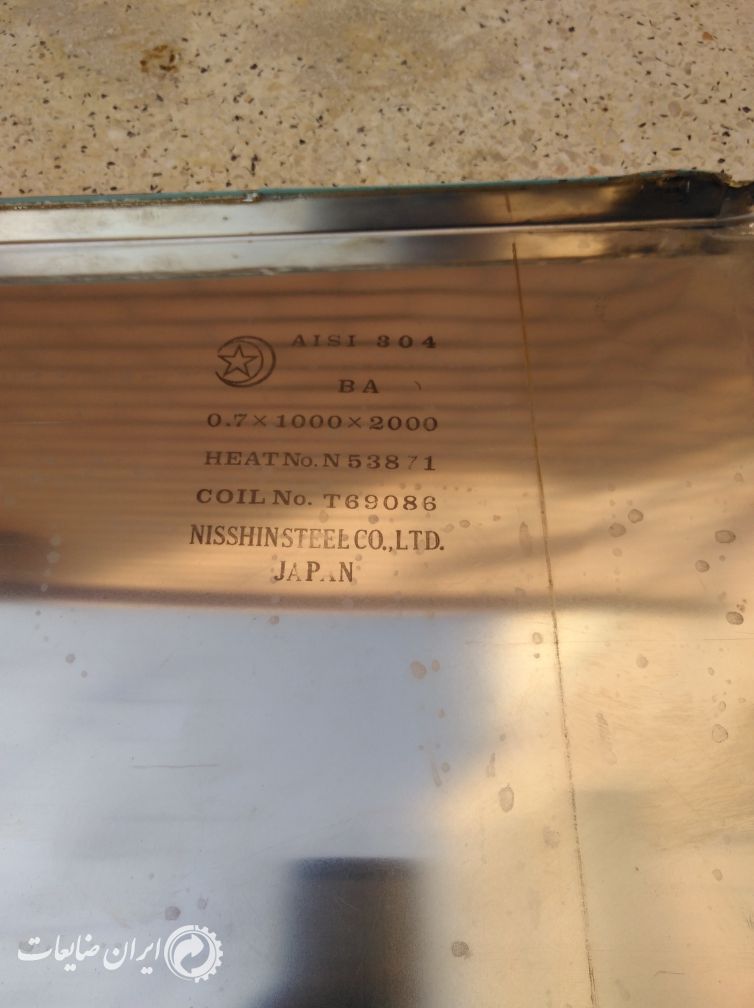 AISI 304
BA
0.7×1000×2000
HEAT No. N53871
COIL No. T69086
NISSHIN STEEL CO., LTD.
JAPAN
ایران ضایعات